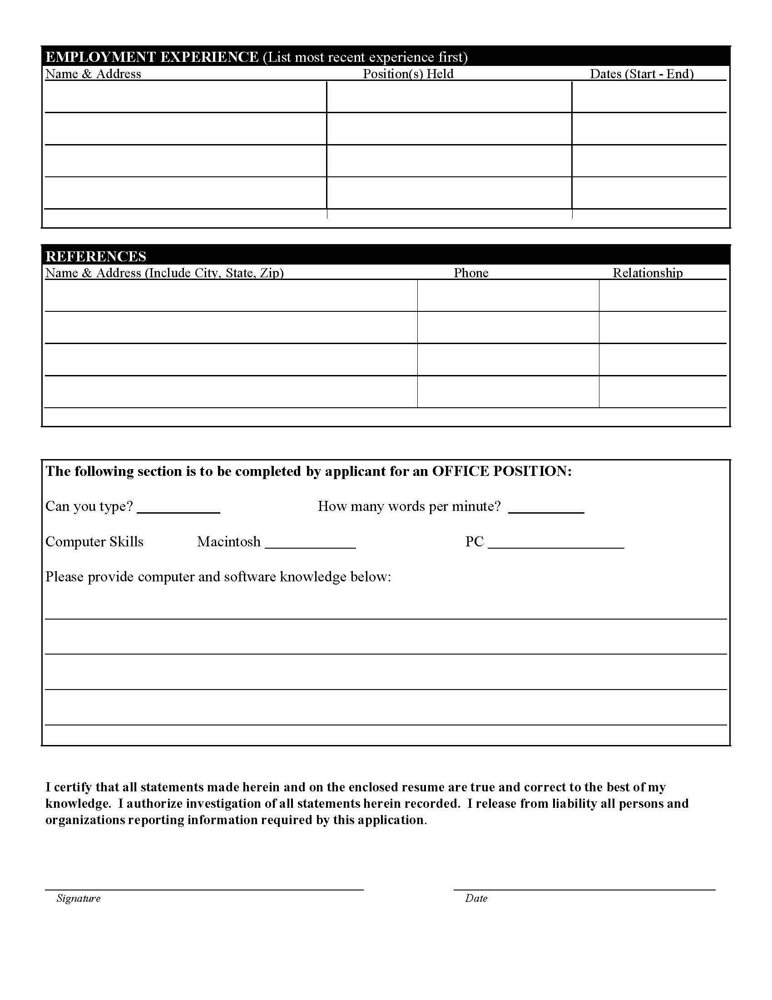 EMPLOYMENT EXPERIENCE (List most recent experience first)
Name & Address Position(s) Held Dates (Start - End)
REFERENCES
Name & Address (Include City, State, Zip) Phone Relationship
The following section is to be completed by applicant for an OFFICE POSITION:
Can you type? ___________ How many words per minute? __________
Computer Skills Macintosh ____________ PC __________________
Please provide computer and software knowledge below:
I certify that all statements made herein and on the enclosed resume are true and correct to the best of my
knowledge. I authorize investigation of all statements herein recorded. I release from liability all persons and
organizations reporting information required by this application.
Signature Date